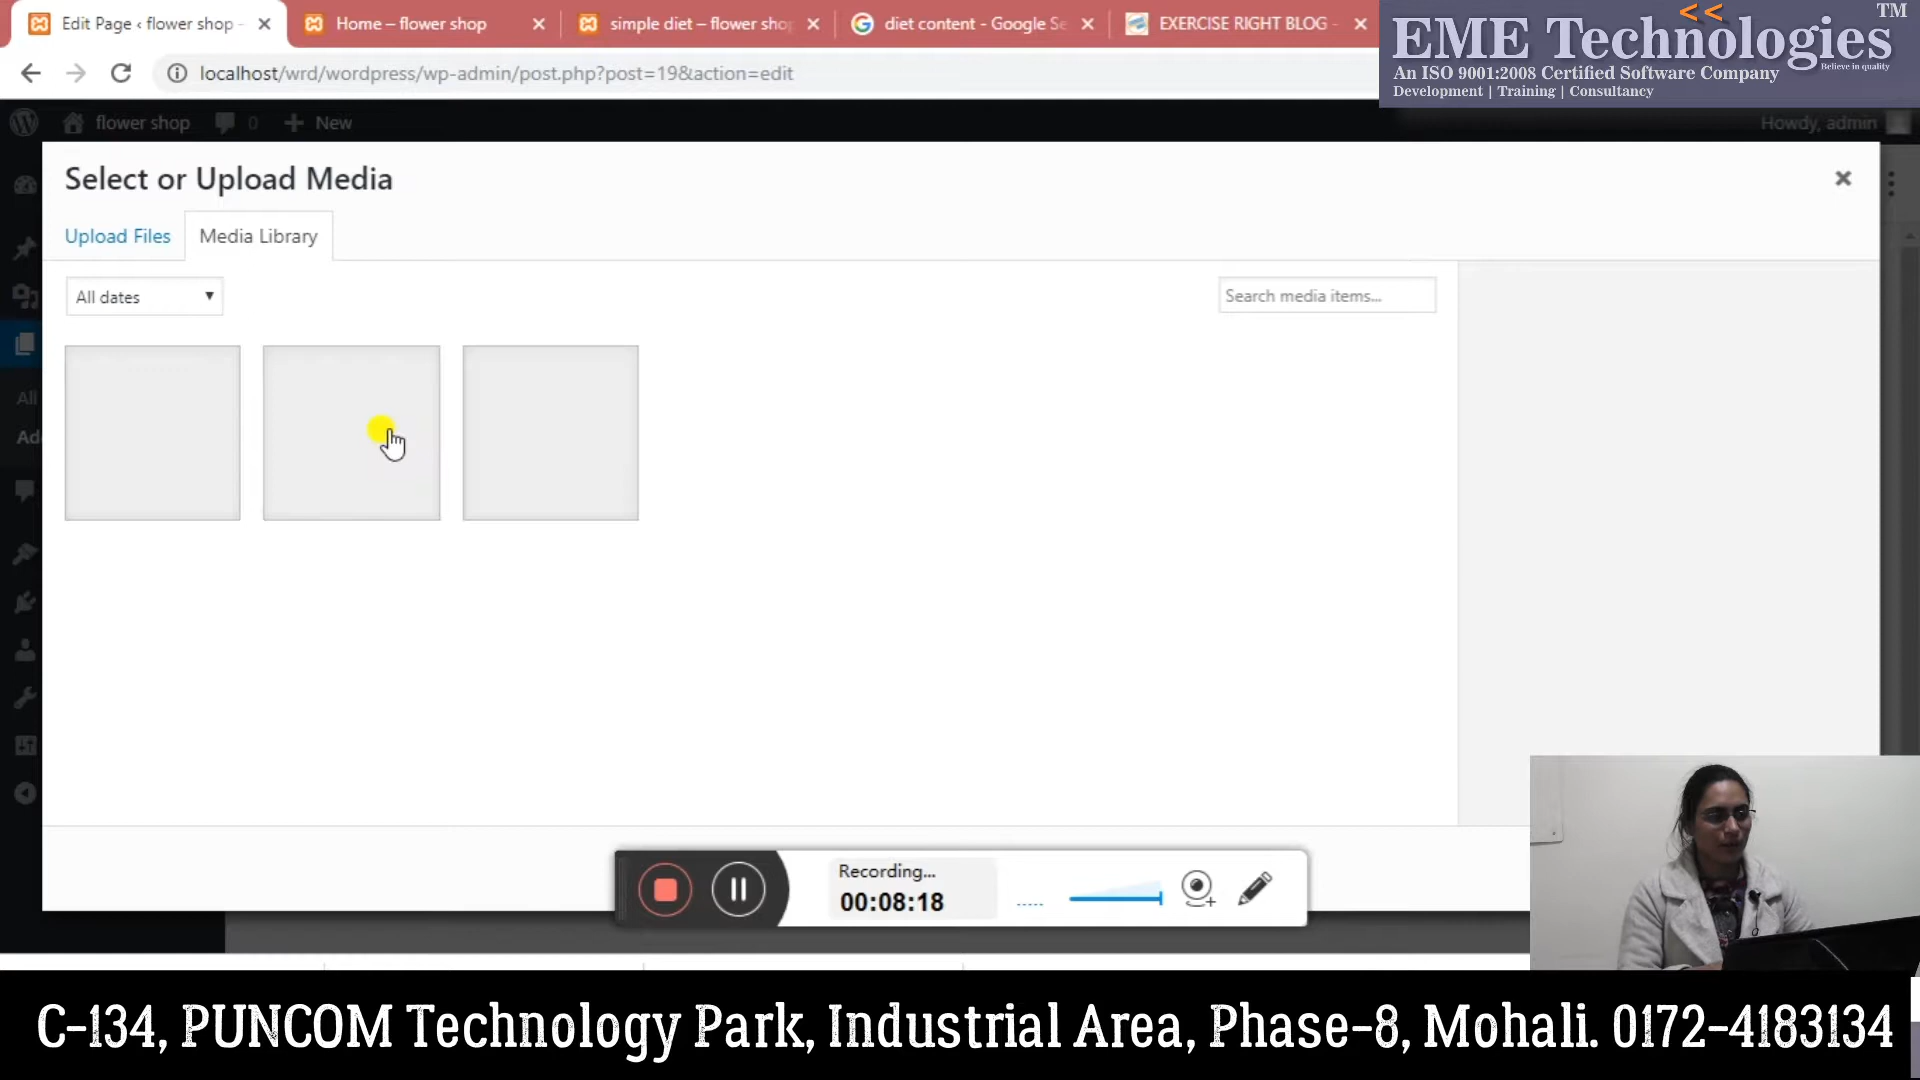 Edit Page ‹ flower shop -
Home – flower shop
simple diet – flower shop
diet content - Google Se
EXERCISE RIGHT BLOG -
<< TM
EME Technologies
Believe in quality
An ISO 9001:2008 Certified Software Company
Development | Training | Consultancy
localhost/wrd/wordpress/wp-admin/post.php?post=19&action=edit
flower shop 0 New
Howdy, admin
Select or Upload Media
Upload Files
Media Library
All dates
Search media items...
All
Ad
Recording...
00:08:18
C-134, PUNCOM Technology Park, Industrial Area, Phase-8, Mohali. 0172-4183134